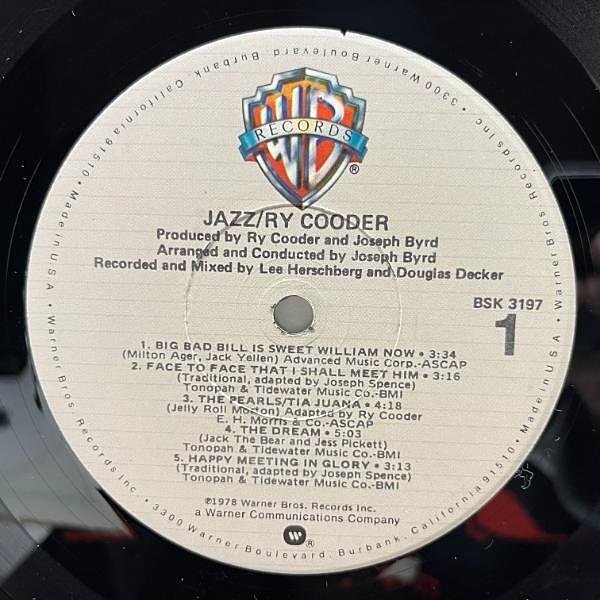 3300 Warner Boulevard. Burbank, California 91510 • Made in U.S.A. • Warner Bros. Records Inc. •
WB
RECORDS
®
JAZZ/RY COODER
Produced by Ry Cooder and Joseph Byrd
Arranged and Conducted by Joseph Byrd
Recorded and Mixed by Lee Herschberg and Douglas Decker
BSK 3197
1
1. BIG BAD BILL IS SWEET WILLIAM NOW • 3:34
(Milton Ager, Jack Yellen) Advanced Music Corp.-ASCAP
2. FACE TO FACE THAT I SHALL MEET HIM • 3:16
(Traditional, adapted by Joseph Spence)
Tonopah & Tidewater Music Co.-BMI
3. THE PEARLS/TIA JUANA • 4:18
(Jelly Roll Morton) Adapted by Ry Cooder
E. H. Morris & Co.-ASCAP
4. THE DREAM • 5:03
(Jack The Bear and Jess Pickett)
Tonopah & Tidewater Music Co.-BMI
5. HAPPY MEETING IN GLORY • 3:13
(Traditional, adapted by Joseph Spence)
Tonopah & Tidewater Music Co.-BMI
℗1978 Warner Bros. Records Inc.
a Warner Communications Company
W ®
3300 Warner Boulevard. Burbank, California 91510 • Made in U.S.A. • Warner Bros. Records Inc. •